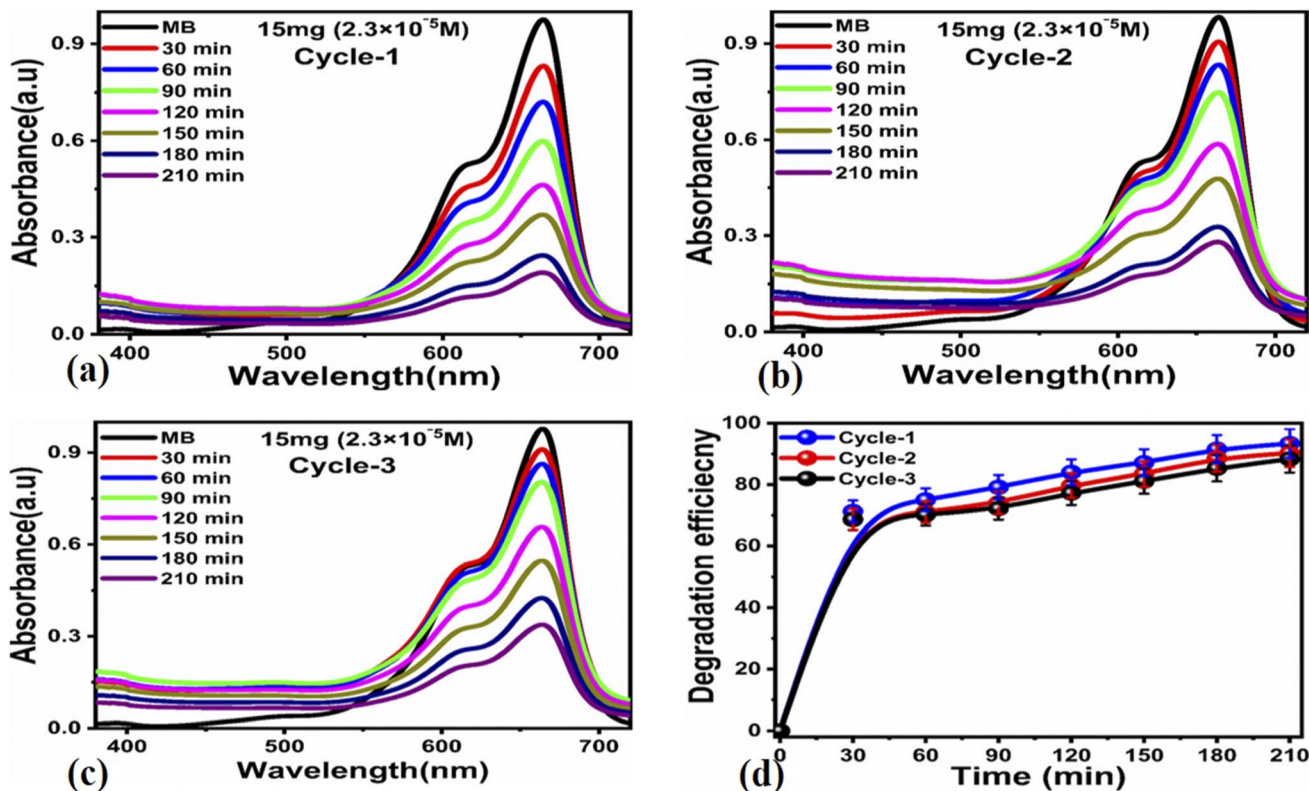 MB
30 min
60 min
90 min
120 min
150 min
180 min
210 min
15mg (2.3×10⁻⁵M)
Cycle-1
Absorbance(a.u)
0.9
0.6
0.3
0.0
400 500 600 700
Wavelength(nm)
(a)
MB
30 min
60 min
90 min
120 min
150 min
180 min
210 min
15mg (2.3×10⁻⁵M)
Cycle-2
Absorbance(a.u)
0.9
0.6
0.3
0.0
400 500 600 700
Wavelength(nm)
(b)
MB
30 min
60 min
90 min
120 min
150 min
180 min
210 min
15mg (2.3×10⁻⁵M)
Cycle-3
Absorbance(a.u)
0.9
0.6
0.3
0.0
400 500 600 700
Wavelength(nm)
(c)
Cycle-1
Cycle-2
Cycle-3
Degradation efficiecny
100
80
60
40
20
0
0 30 60 90 120 150 180 210
Time (min)
(d)